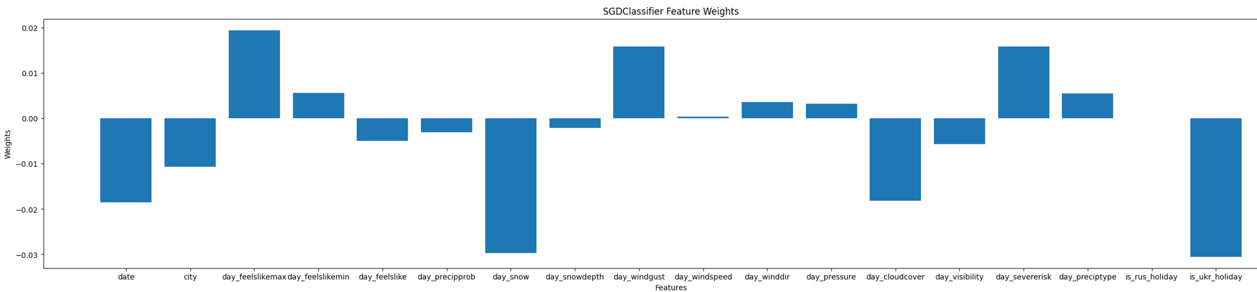 SGDClassifier Feature Weights
0.02
0.01
0.00
−0.01
−0.02
−0.03
Weights
date city day_feelslikemax day_feelslikemin day_feelslike day_precipprob day_snow day_snowdepth day_windgust day_windspeed day_winddir day_pressure day_cloudcover day_visibility day_severerisk day_preciptype is_rus_holiday is_ukr_holiday
Features